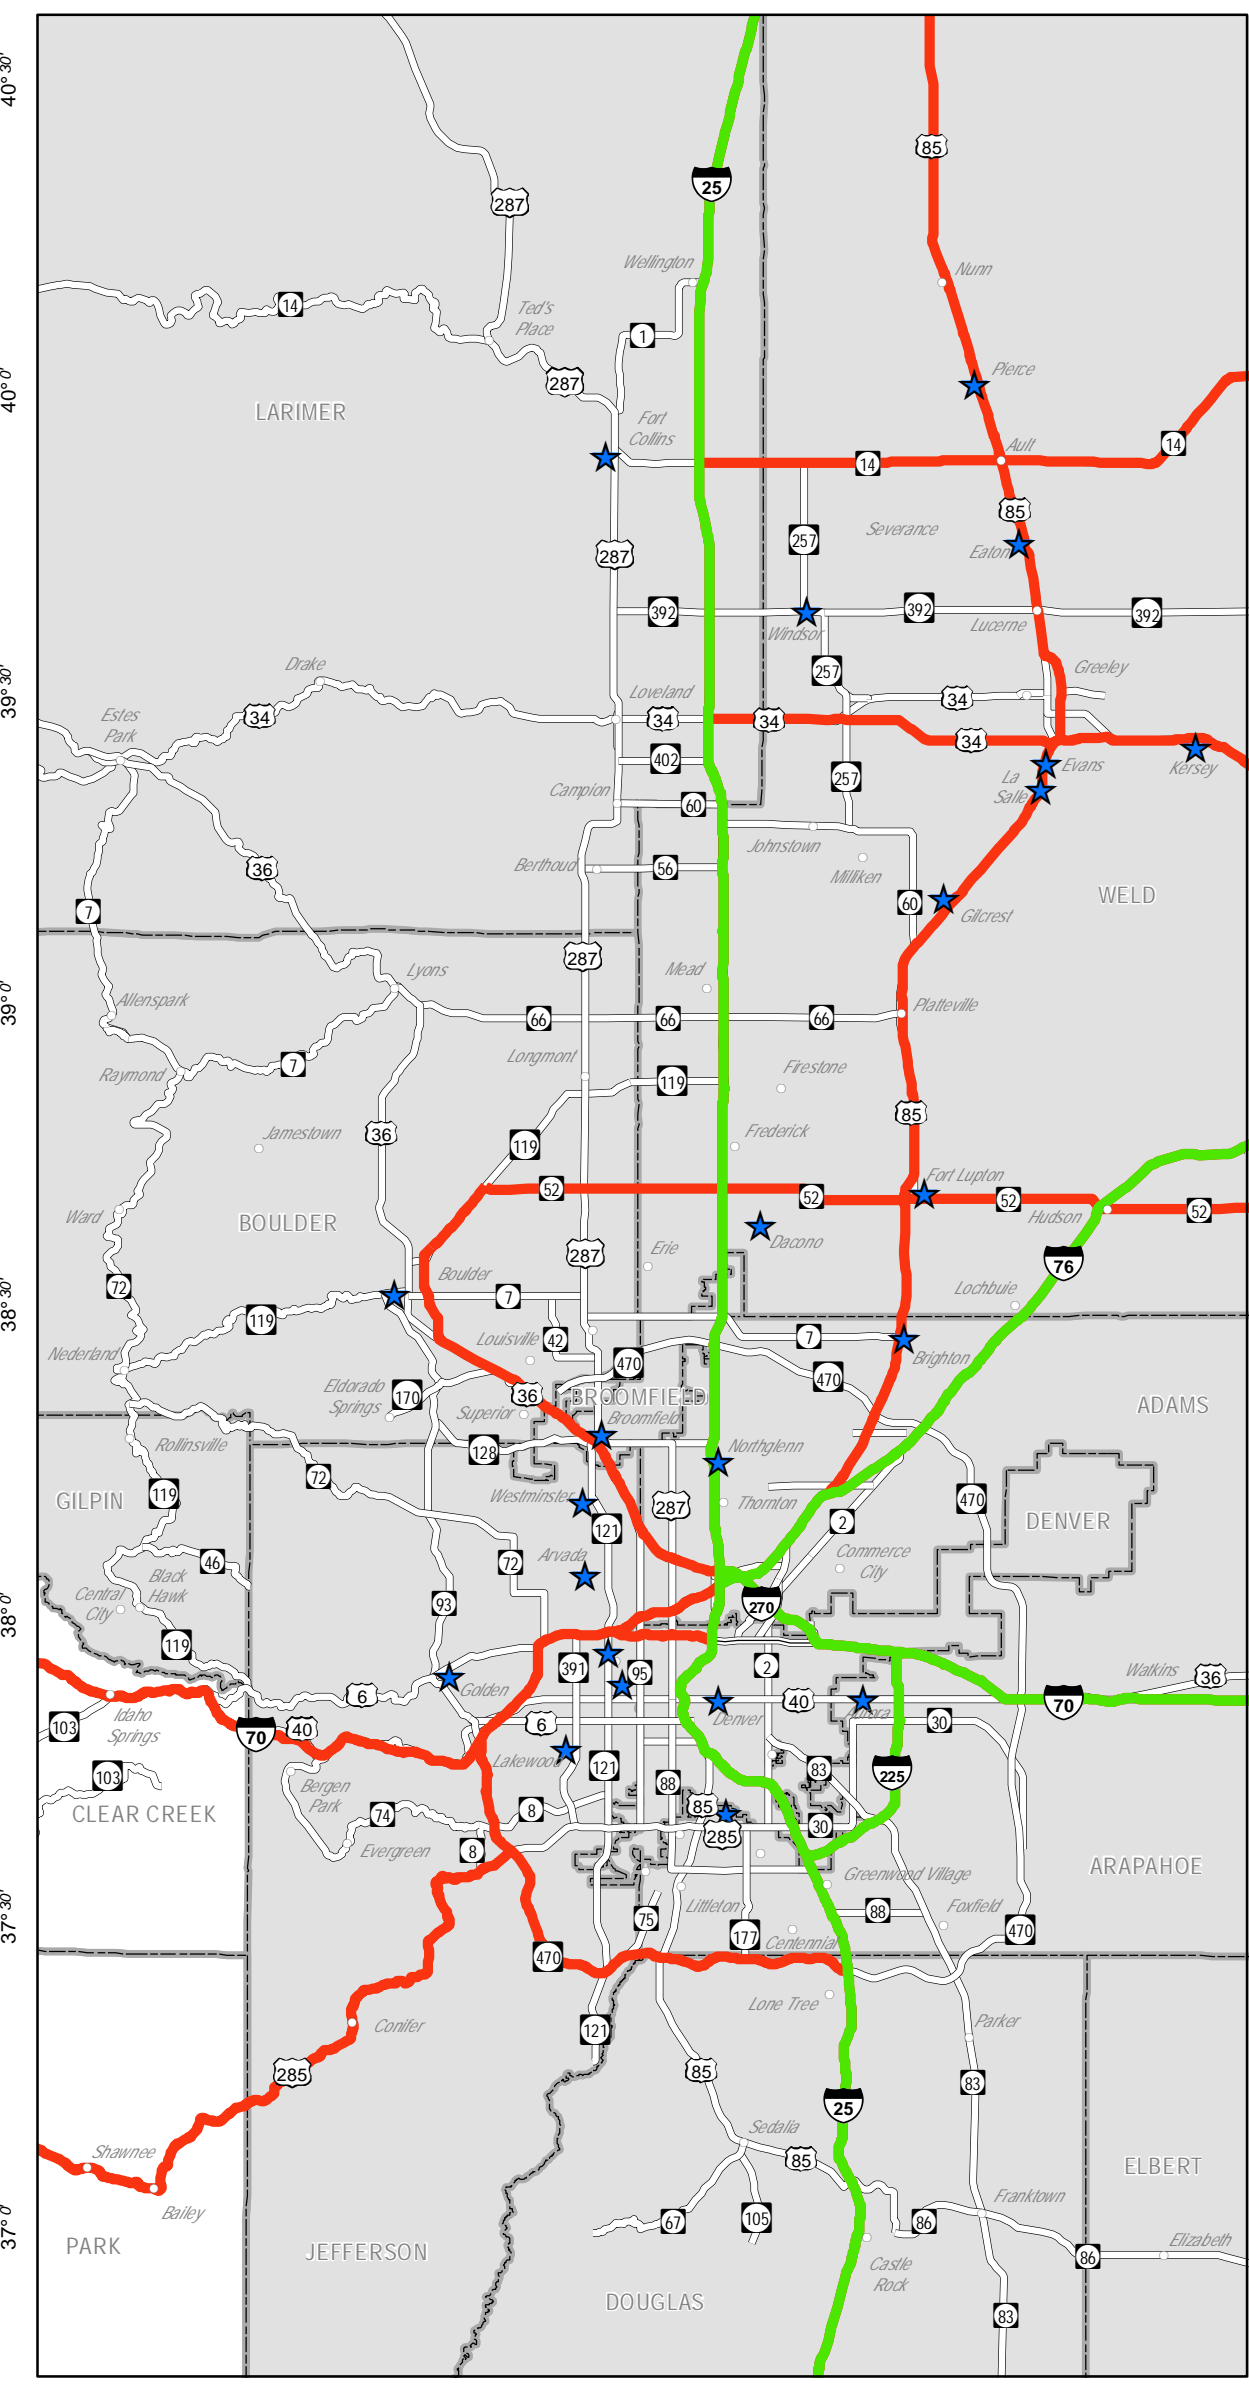 40° 30'
85
25
287
Wellington
Nunn
14
Ted's
Place
1
Pierce
287
40° 0'
LARIMER
Fort
Collins
Ault
14
14
85
Severance
257
Eaton
287
392
392
392
Windsor
Lucerne
39° 30'
Drake
257
Greeley
Loveland
34
Estes
Park
34
34
34
34
402
Evans
Kersey
La
Salle
257
Campion
60
Johnstown
Berthoud
56
36
Milliken
WELD
60
7
Gilcrest
287
Lyons
Mead
39° 0'
Allenspark
Platteville
66
66
66
Longmont
7
Raymond
Firestone
119
85
36
Jamestown
119
Frederick
Fort Lupton
52
52
52
52
Ward
BOULDER
Hudson
Dacono
287
Erie
76
Boulder
Lochbuie
72
7
38° 30'
119
Louisville
42
7
Nederland
470
Brighton
470
Eldorado
Springs
170
36
BROOMFIELD
ADAMS
Superior
Broomfield
Rollinsville
128
Northglenn
72
GILPIN
119
Westminster
287
Thornton
470
DENVER
121
2
Arvada
Commerce
City
46
72
Black
Hawk
Central
City
93
270
38° 0'
119
391
95
2
Watkins
36
Golden
6
Idaho
Springs
40
70
103
70
40
6
Denver
Aurora
30
Lakewood
121
83
225
103
Bergen
Park
88
CLEAR CREEK
74
8
85
285
30
Evergreen
8
ARAPAHOE
Greenwood Village
37° 30'
Littleton
88
Foxfield
75
177
Centennial
470
470
Lone Tree
Conifer
121
Parker
285
85
83
25
Sedalia
Shawnee
85
ELBERT
Bailey
Franktown
37° 0'
67
105
86
PARK
JEFFERSON
Elizabeth
86
Castle
Rock
DOUGLAS
83